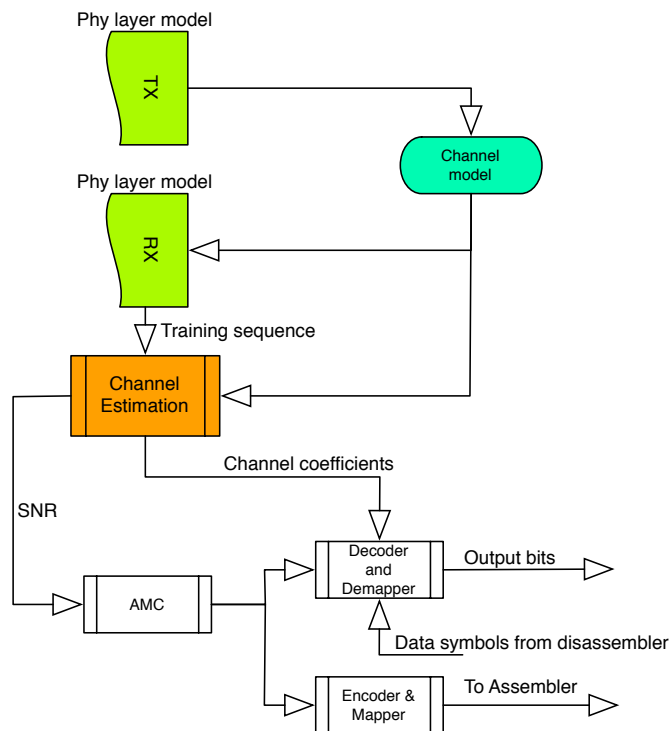 Phy layer model
TX
Channel
model
Phy layer model
RX
Training sequence
Channel
Estimation
Channel coefficients
SNR
Decoder
and
Demapper
Output bits
AMC
Data symbols from disassembler
Encoder &
Mapper
To Assembler